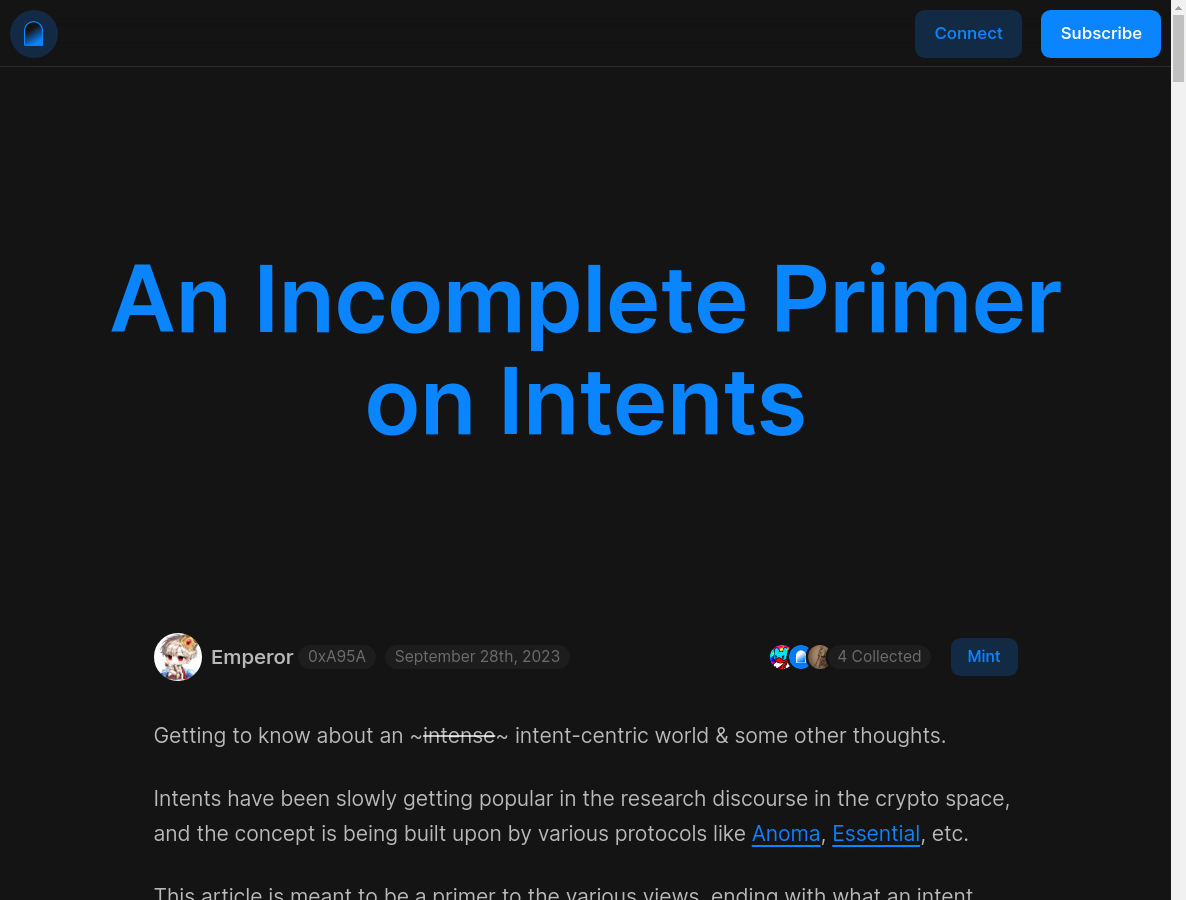 Connect
Subscribe
An Incomplete Primer
on Intents
Emperor
0xA95A
September 28th, 2023
4 Collected
Mint
Getting to know about an ~intense~ intent-centric world & some other thoughts.
Intents have been slowly getting popular in the research discourse in the crypto space,
and the concept is being built upon by various protocols like Anoma, Essential, etc.
This article is meant to be a primer to the various views, ending with what an intent